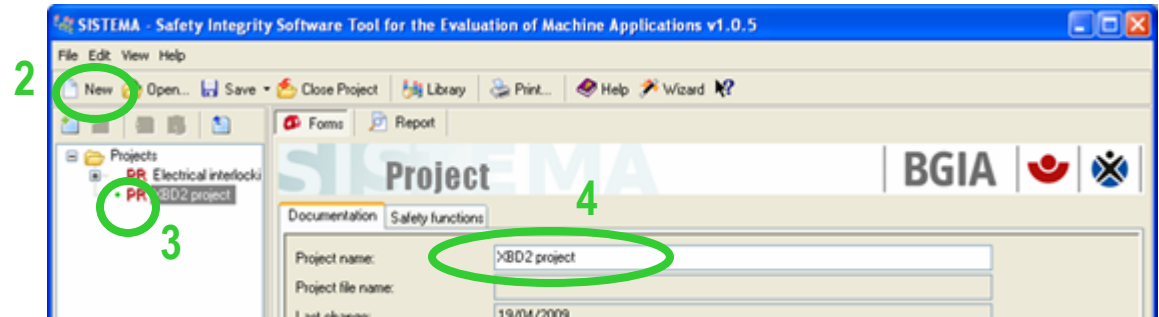 SISTEMA - Safety Integrity Software Tool for the Evaluation of Machine Applications v1.0.5
File Edit View Help
2
New Open... Save Close Project Library Print... Help Wizard
Forms Report
Projects
PR Electrical interlocki
PR XBD2 project
3
SISTEMA
Project
BGIA
4
Documentation Safety functions
Project name: XBD2 project
Project file name:
Last change: 19/04/2009